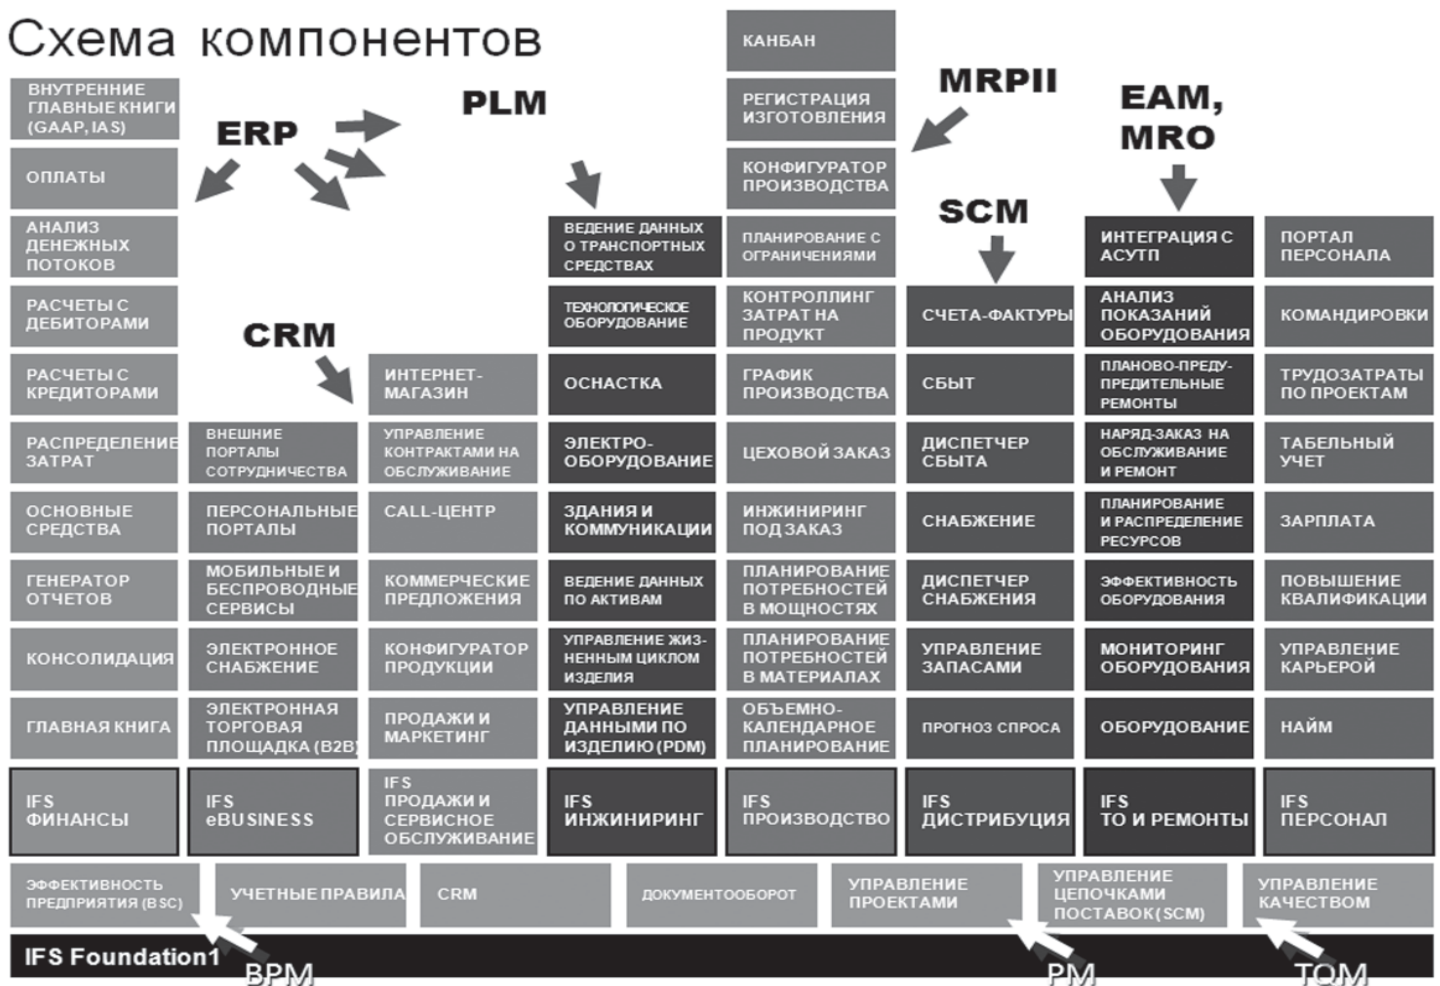 Схема компонентов
ERP
PLM
MRPII
EAM,
MRO
SCM
CRM
ВНУТРЕННИЕ
ГЛАВНЫЕ КНИГИ
(GAAP, IAS)
ОПЛАТЫ
АНАЛИЗ
ДЕНЕЖНЫХ
ПОТОКОВ
РАСЧЕТЫ С
ДЕБИТОРАМИ
РАСЧЕТЫ С
КРЕДИТОРАМИ
РАСПРЕДЕЛЕНИЕ
ЗАТРАТ
ОСНОВНЫЕ
СРЕДСТВА
ГЕНЕРАТОР
ОТЧЕТОВ
КОНСОЛИДАЦИЯ
ГЛАВНАЯ КНИГА
IFS
ФИНАНСЫ
ВНЕШНИЕ
ПОРТАЛЫ
СОТРУДНИЧЕСТВА
ПЕРСОНАЛЬНЫЕ
ПОРТАЛЫ
МОБИЛЬНЫЕ И
БЕСПРОВОДНЫЕ
СЕРВИСЫ
ЭЛЕКТРОННОЕ
СНАБЖЕНИЕ
ЭЛЕКТРОННАЯ
ТОРГОВАЯ
ПЛОЩАДКА (B2B)
IFS
eBUSINESS
ИНТЕРНЕТ-
МАГАЗИН
УПРАВЛЕНИЕ
КОНТРАКТАМИ НА
ОБСЛУЖИВАНИЕ
CALL-ЦЕНТР
КОММЕРЧЕСКИЕ
ПРЕДЛОЖЕНИЯ
КОНФИГУРАТОР
ПРОДУКЦИИ
ПРОДАЖИ И
МАРКЕТИНГ
IFS
ПРОДАЖИ И
СЕРВИСНОЕ
ОБСЛУЖИВАНИЕ
ВЕДЕНИЕ ДАННЫХ
О ТРАНСПОРТНЫХ
СРЕДСТВАХ
ТЕХНОЛОГИЧЕСКОЕ
ОБОРУДОВАНИЕ
ОСНАСТКА
ЭЛЕКТРО-
ОБОРУДОВАНИЕ
ЗДАНИЯ И
КОММУНИКАЦИИ
ВЕДЕНИЕ ДАННЫХ
ПО АКТИВАМ
УПРАВЛЕНИЕ ЖИЗ-
НЕННЫМ ЦИКЛОМ
ИЗДЕЛИЯ
УПРАВЛЕНИЕ
ДАННЫМИ ПО
ИЗДЕЛИЮ (PDM)
IFS
ИНЖИНИРИНГ
КАНБАН
РЕГИСТРАЦИЯ
ИЗГОТОВЛЕНИЯ
КОНФИГУРАТОР
ПРОИЗВОДСТВА
ПЛАНИРОВАНИЕ С
ОГРАНИЧЕНИЯМИ
КОНТРОЛЛИНГ
ЗАТРАТ НА
ПРОДУКТ
ГРАФИК
ПРОИЗВОДСТВА
ЦЕХОВОЙ ЗАКАЗ
ИНЖИНИРИНГ
ПОД ЗАКАЗ
ПЛАНИРОВАНИЕ
ПОТРЕБНОСТЕЙ
В МОЩНОСТЯХ
ПЛАНИРОВАНИЕ
ПОТРЕБНОСТЕЙ
В МАТЕРИАЛАХ
ОБЪЕМНО-
КАЛЕНДАРНОЕ
ПЛАНИРОВАНИЕ
IFS
ПРОИЗВОДСТВО
СЧЕТА-ФАКТУРЫ
СБЫТ
ДИСПЕТЧЕР
СБЫТА
СНАБЖЕНИЕ
ДИСПЕТЧЕР
СНАБЖЕНИЯ
УПРАВЛЕНИЕ
ЗАПАСАМИ
ПРОГНОЗ СПРОСА
IFS
ДИСТРИБУЦИЯ
ИНТЕГРАЦИЯ С
АСУТП
АНАЛИЗ
ПОКАЗАНИЙ
ОБОРУДОВАНИЯ
ПЛАНОВО-ПРЕДУ-
ПРЕДИТЕЛЬНЫЕ
РЕМОНТЫ
НАРЯД-ЗАКАЗ НА
ОБСЛУЖИВАНИЕ
И РЕМОНТ
ПЛАНИРОВАНИЕ
И РАСПРЕДЕЛЕНИЕ
РЕСУРСОВ
ЭФФЕКТИВНОСТЬ
ОБОРУДОВАНИЯ
МОНИТОРИНГ
ОБОРУДОВАНИЯ
ОБОРУДОВАНИЕ
IFS
ТО И РЕМОНТЫ
ПОРТАЛ
ПЕРСОНАЛА
КОМАНДИРОВКИ
ТРУДОЗАТРАТЫ
ПО ПРОЕКТАМ
ТАБЕЛЬНЫЙ
УЧЕТ
ЗАРПЛАТА
ПОВЫШЕНИЕ
КВАЛИФИКАЦИИ
УПРАВЛЕНИЕ
КАРЬЕРОЙ
НАЙМ
IFS
ПЕРСОНАЛ
ЭФФЕКТИВНОСТЬ
ПРЕДПРИЯТИЯ (BSC)
УЧЕТНЫЕ ПРАВИЛА
CRM
ДОКУМЕНТООБОРОТ
УПРАВЛЕНИЕ
ПРОЕКТАМИ
УПРАВЛЕНИЕ
ЦЕПОЧКАМИ
ПОСТАВОК (SCM)
УПРАВЛЕНИЕ
КАЧЕСТВОМ
IFS Foundation1
BPM
PM
TQM